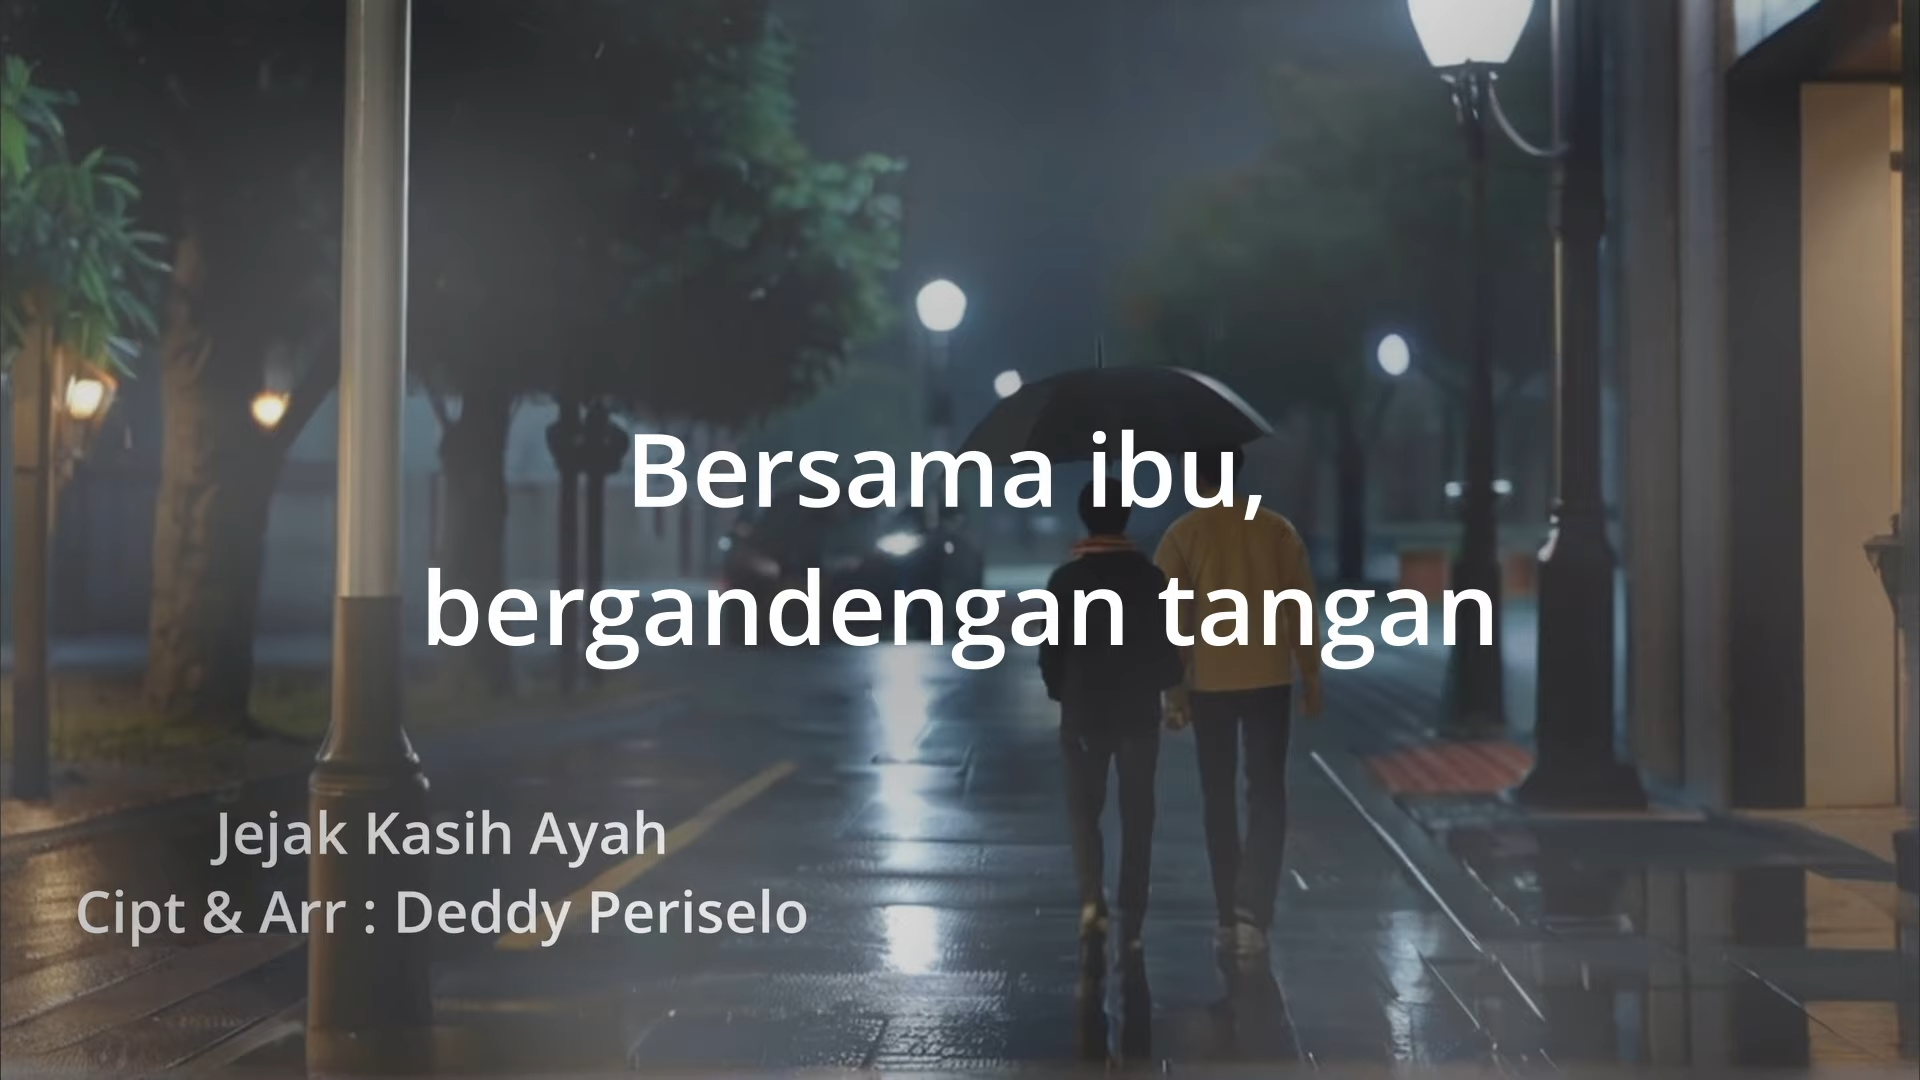 Bersama ibu,
bergandengan tangan
Jejak Kasih Ayah
Cipt & Arr : Deddy Periselo